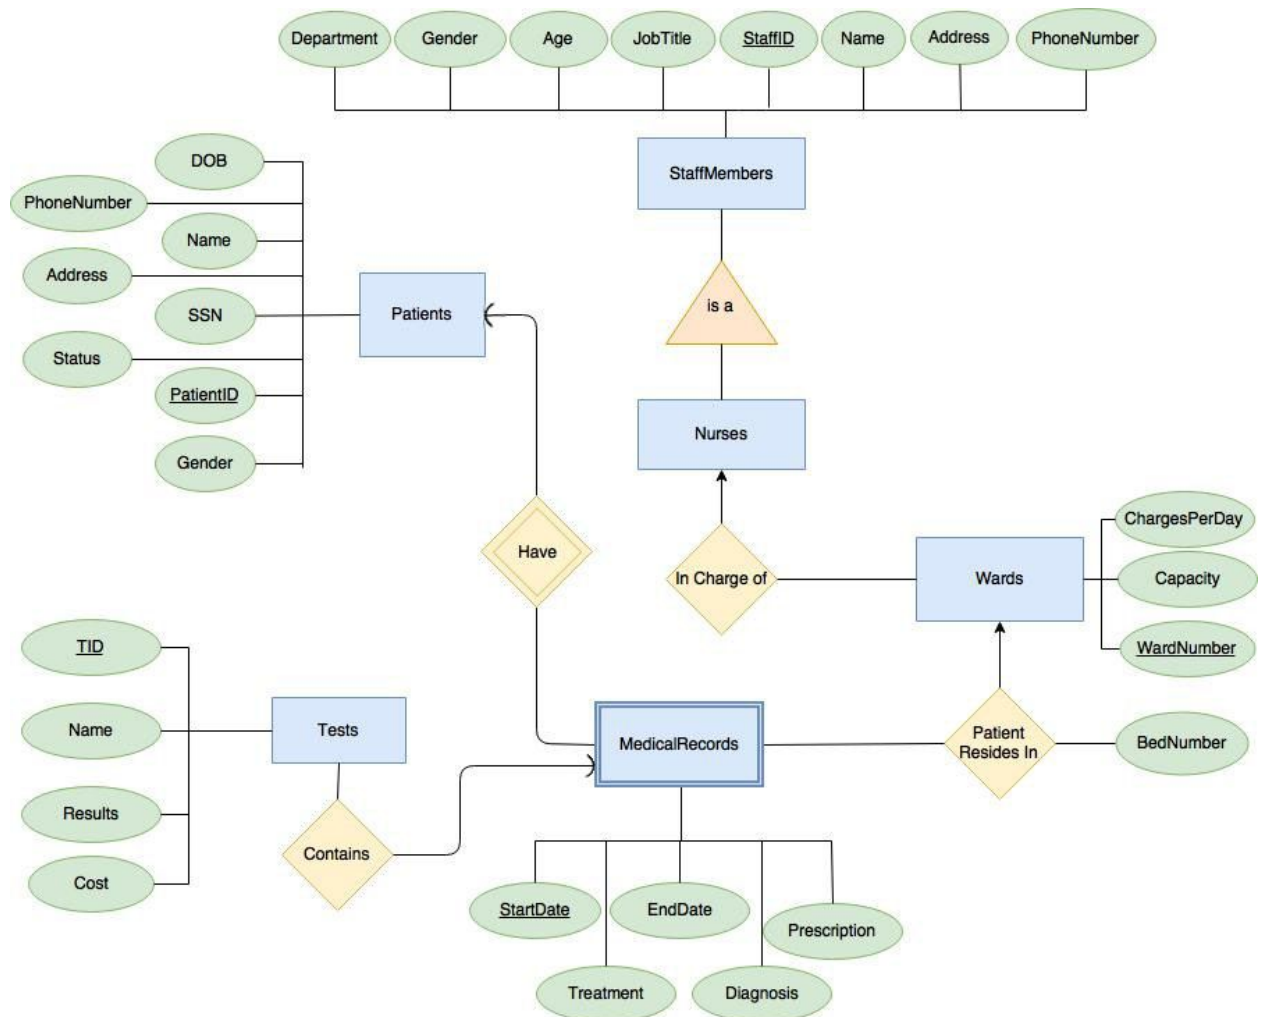 Department
Gender
Age
JobTitle
StaffID
Name
Address
PhoneNumber
StaffMembers
DOB
PhoneNumber
Name
Address
SSN
Status
PatientID
Gender
Patients
is a
Nurses
Have
In Charge of
Wards
ChargesPerDay
Capacity
WardNumber
TID
Name
Results
Cost
Tests
Contains
MedicalRecords
Patient
Resides In
BedNumber
StartDate
EndDate
Prescription
Treatment
Diagnosis